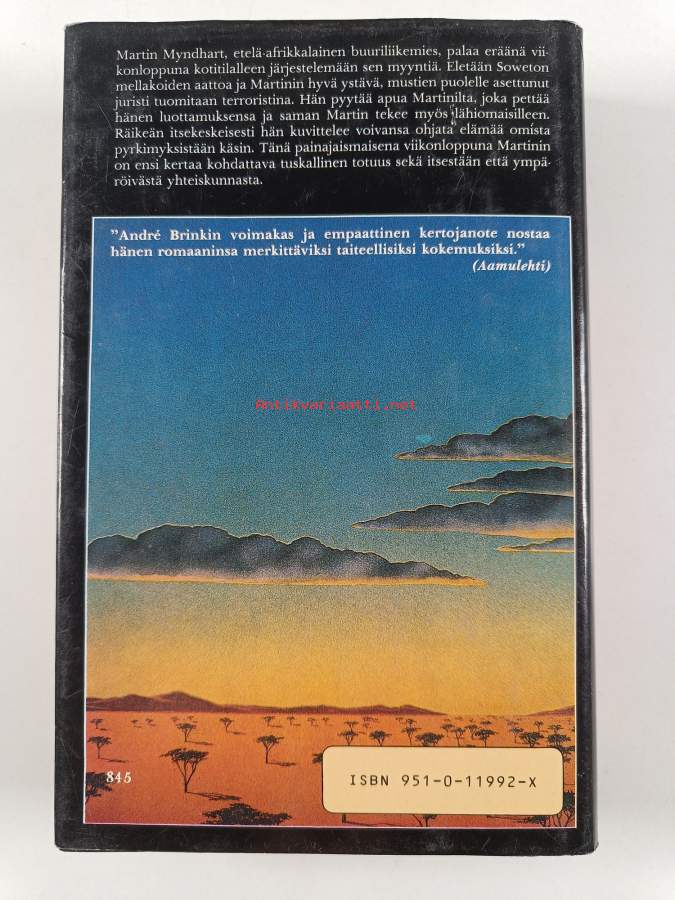 Martin Myndhart, etelä-afrikkalainen buuriliikemies, palaa eräänä vii-
konloppuna kotitilalleen järjestelemään sen myyntiä. Eletään Soweton
mellakoiden aattoa ja Martinin hyvä ystävä, mustien puolelle asettunut
juristi tuomitaan terroristina. Hän pyytää apua Martinilta, joka pettää
hänen luottamuksensa ja saman Martin tekee myös lähiomaisilleen.
Räikeän itsekeskeisesti hän kuvittelee voivansa ohjata elämää omista
pyrkimyksistään käsin. Tänä painajaismaisena viikonloppuna Martinin
on ensi kertaa kohdattava tuskallinen totuus sekä itsestään että ympä-
röivästä yhteiskunnasta.
"André Brinkin voimakas ja empaattinen kertojanote nostaa
hänen romaaninsa merkittäviksi taiteellisiksi kokemuksiksi."
(Aamulehti)
Antikvariaatti.net
845
ISBN 951-0-11992-X